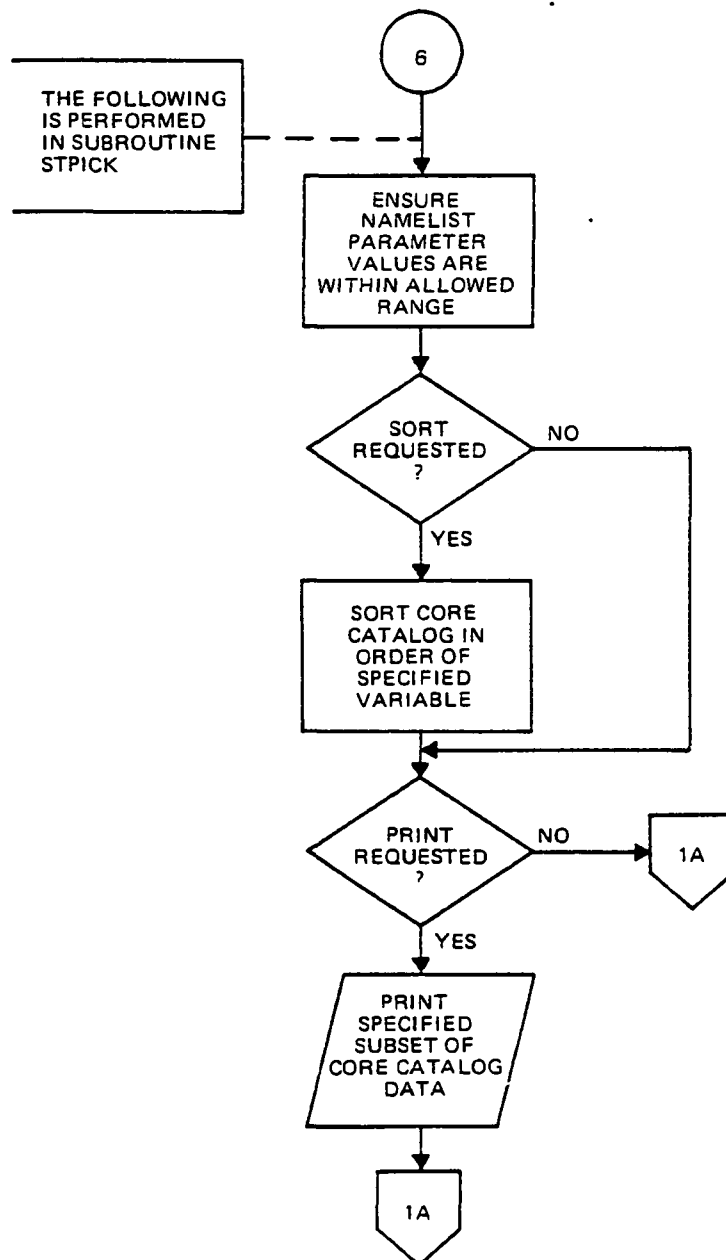 6
THE FOLLOWING
IS PERFORMED
IN SUBROUTINE
STPICK
ENSURE
NAMELIST
PARAMETER
VALUES ARE
WITHIN ALLOWED
RANGE
SORT
REQUESTED
?
NO
YES
SORT CORE
CATALOG IN
ORDER OF
SPECIFIED
VARIABLE
PRINT
REQUESTED
?
NO
1A
YES
PRINT
SPECIFIED
SUBSET OF
CORE CATALOG
DATA
1A